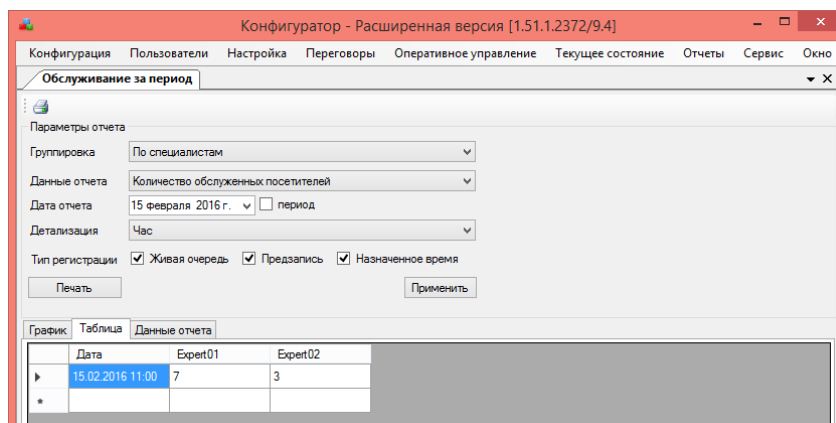 Конфигуратор - Расширенная версия [1.51.1.2372/9.4]
Конфигурация Пользователи Настройка Переговоры Оперативное управление Текущее состояние Отчеты Сервис Окно
Обслуживание за период
Параметры отчета
Группировка По специалистам
Данные отчета Количество обслуженных посетителей
Дата отчета 15 февраля 2016 г. период
Детализация Час
Тип регистрации Живая очередь Предзапись Назначенное время
Печать Применить
График Таблица Данные отчета
Дата Expert01 Expert02
15.02.2016 11:00 7 3